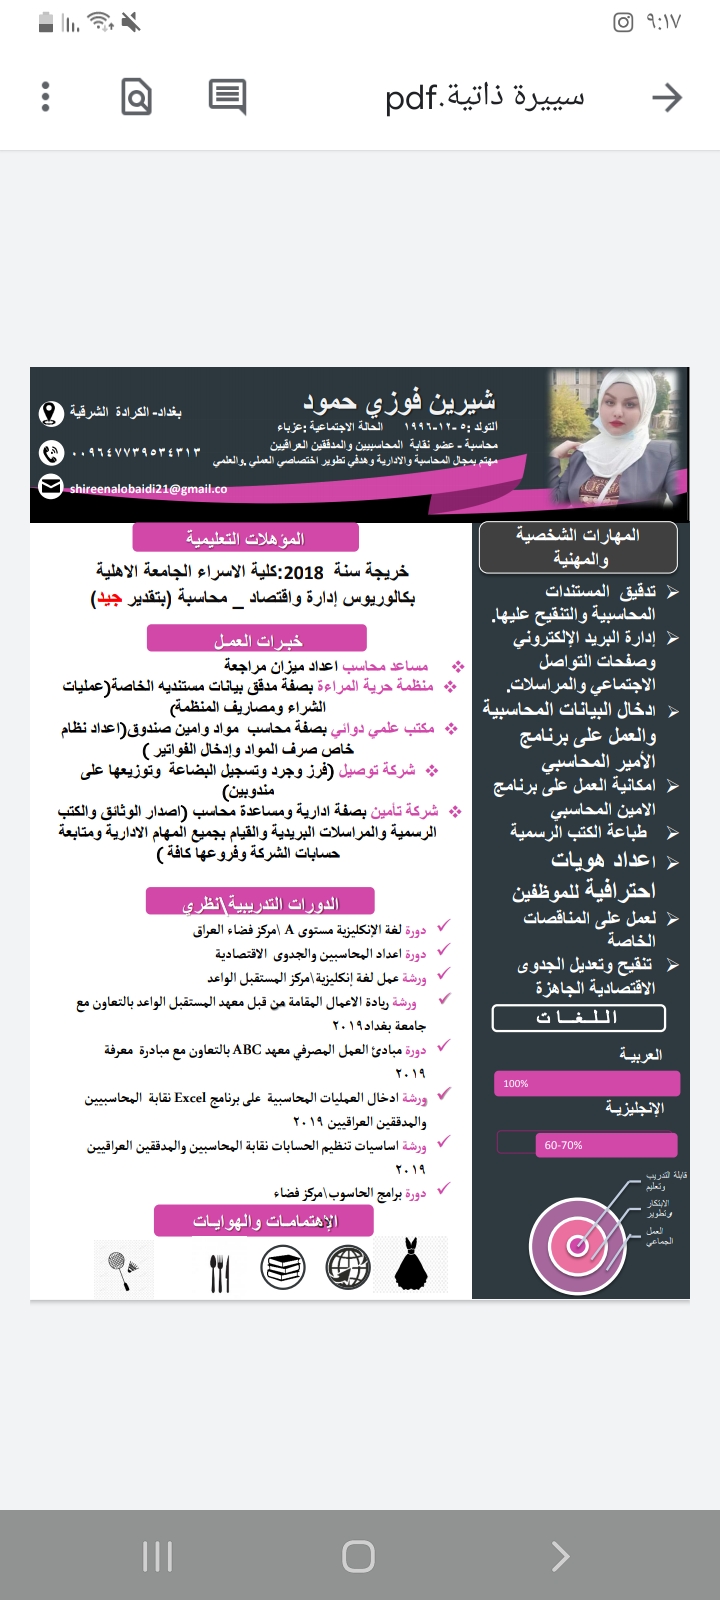 ٩:١٧
سييرة ذاتية.pdf
شيرين فوزي حمود
التولد :٥-١٢-١٩٩٦ الحالة الاجتماعية :عزباء
محاسبة - عضو نقابة المحاسبيين والمدققين العراقيين
مهتم بمجال المحاسبة والادارية وهدفي تطوير اختصاصي العملي .والعلمي
بغداد- الكرادة الشرقية
٠٠٩٦٤٧٧٣٩٥٣٤٣١٣
shireenalobaidi21@gmail.co
المهارات الشخصية
والمهنية
تدقيق المستندات
المحاسبية والتنقيح عليها.
إدارة البريد الإلكتروني
وصفحات التواصل
الاجتماعي والمراسلات.
ادخال البيانات المحاسبية
والعمل على برنامج
الأمير المحاسبي
امكانية العمل على برنامج
الامين المحاسبي
طباعة الكتب الرسمية
اعداد هويات
احترافية للموظفين
لعمل على المناقصات
الخاصة
تنقيح وتعديل الجدوى
الاقتصادية الجاهزة
اللـغـــا ت
العربية
100%
الإنجليزية
60-70%
قابلة التدريب
وتعليم
الابتكار
وتطوير
العمل
الجماعي
المؤهلات التعليمية
خريجة سنة 2018:كلية الاسراء الجامعة الاهلية
بكالوريوس إدارة واقتصاد _ محاسبة (بتقدير جيد)
خبرات العمل
مساعد محاسب اعداد ميزان مراجعة
منظمة حرية المراءة بصفة مدقق بيانات مستنديه الخاصة(عمليات
الشراء ومصاريف المنظمة)
مكتب علمي دوائي بصفة محاسب مواد وامين صندوق(اعداد نظام
خاص صرف المواد وإدخال الفواتير )
شركة توصيل (فرز وجرد وتسجيل البضاعة وتوزيعها على
مندوبين)
شركة تأمين بصفة ادارية ومساعدة محاسب (اصدار الوثائق والكتب
الرسمية والمراسلات البريدية والقيام بجميع المهام الادارية ومتابعة
حسابات الشركة وفروعها كافة )
الدورات التدريبية\نظري
دورة لغة الإنكليزية مستوى A \مركز فضاء العراق
دورة اعداد المحاسبين والجدوى الاقتصادية
ورشة عمل لغة إنكليزية\مركز المستقبل الواعد
ورشة ريادة الاعمال المقامة من قبل معهد المستقبل الواعد بالتعاون مع
جامعة بغداد٢٠١٩
دورة مبادئ العمل المصرفي معهد ABC بالتعاون مع مبادرة معرفة
٢٠١٩
ورشة ادخال العمليات المحاسبية على برنامج Excel نقابة المحاسبيين
والمدققين العراقيين ٢٠١٩
ورشة اساسيات تنظيم الحسابات نقابة المحاسبين والمدققين العراقيين
٢٠١٩
دورة برامج الحاسوب\مركز فضاء
الإهتمامات والهوايات